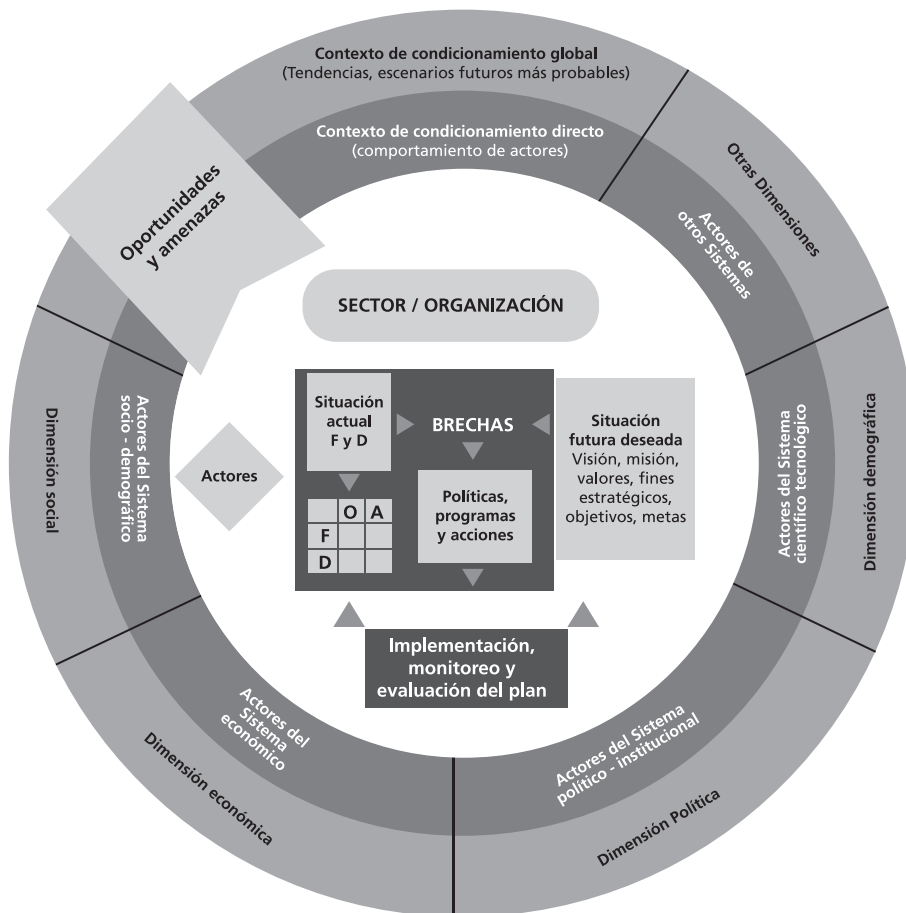 Contexto de condicionamiento global
(Tendencias, escenarios futuros más probables)
Contexto de condicionamiento directo
(comportamiento de actores)
Otras Dimensiones
Actores de
otros Sistemas
Oportunidades
y amenazas
SECTOR / ORGANIZACIÓN
Dimensión social
Actores del Sistema
socio - demográfico
Actores
Situación
actual
F y D
BRECHAS
Situación
futura deseada
Visión, misión,
valores, fines
estratégicos,
objetivos, metas
O A
F
D
Políticas,
programas
y acciones
Actores del Sistema
científico tecnológico
Dimensión demográfica
Implementación,
monitoreo y
evaluación del plan
Actores del
Sistema
económico
Dimensión económica
Actores del Sistema
político - institucional
Dimensión Política